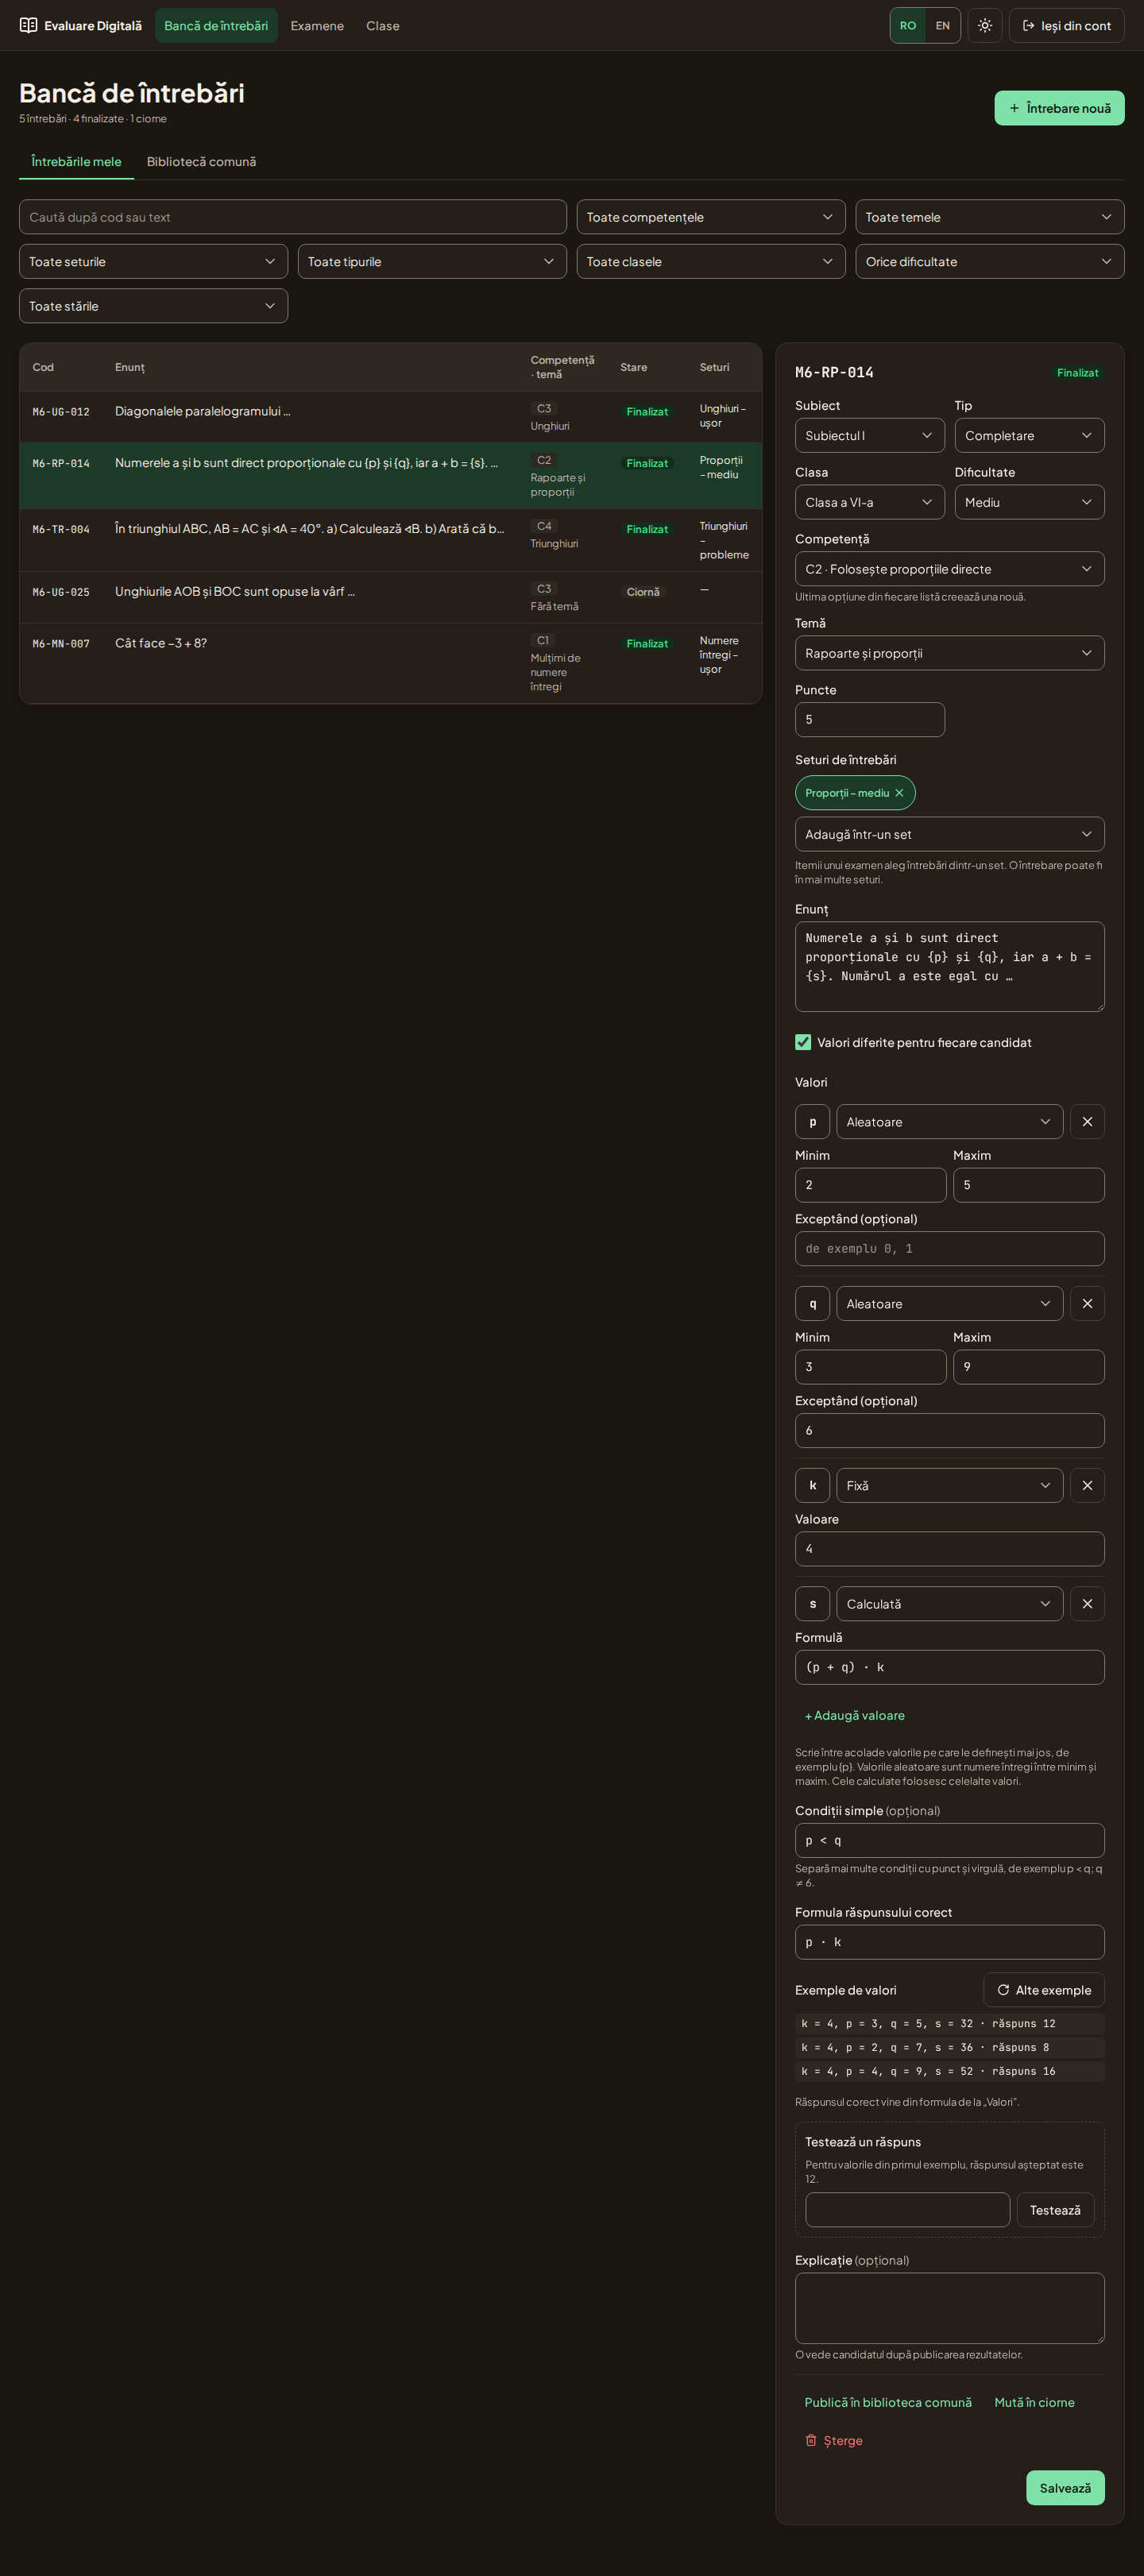 Evaluare Digitală
Bancă de întrebări
Examene
Clase
RO
EN
Ieși din cont
Bancă de întrebări
5 întrebări · 4 finalizate · 1 ciorne
Întrebare nouă
Întrebările mele
Bibliotecă comună
Caută după cod sau text
Toate competențele
Toate temele
Toate seturile
Toate tipurile
Toate clasele
Orice dificultate
Toate stările
Cod
Enunț
Competență
· temă
Stare
Seturi
M6-UG-012
Diagonalele paralelogramului …
C3
Unghiuri
Finalizat
Unghiuri –
ușor
M6-RP-014
Numerele a și b sunt direct proporționale cu {p} și {q}, iar a + b = {s}. …
C2
Rapoarte și
proporții
Finalizat
Proporții
– mediu
M6-TR-004
În triunghiul ABC, AB = AC și ∢A = 40°. a) Calculează ∢B. b) Arată că b…
C4
Triunghiuri
Finalizat
Triunghiuri
–
probleme
M6-UG-025
Unghiurile AOB și BOC sunt opuse la vârf …
C3
Fără temă
Ciornă
—
M6-MN-007
Cât face −3 + 8?
C1
Mulțimi de
numere
întregi
Finalizat
Numere
întregi –
ușor
M6-RP-014
Finalizat
Subiect
Tip
Subiectul I
Completare
Clasa
Dificultate
Clasa a VI-a
Mediu
Competență
C2 · Folosește proporțiile directe
Ultima opțiune din fiecare listă creează una nouă.
Temă
Rapoarte și proporții
Puncte
5
Seturi de întrebări
Proporții – mediu
Adaugă într-un set
Itemii unui examen aleg întrebări dintr-un set. O întrebare poate fi
în mai multe seturi.
Enunț
Numerele a și b sunt direct
proporționale cu {p} și {q}, iar a + b =
{s}. Numărul a este egal cu …
Valori diferite pentru fiecare candidat
Valori
p
Aleatoare
Minim
Maxim
2
5
Exceptând (opțional)
de exemplu 0, 1
q
Aleatoare
Minim
Maxim
3
9
Exceptând (opțional)
6
k
Fixă
Valoare
4
s
Calculată
Formulă
(p + q) · k
+ Adaugă valoare
Scrie între acolade valorile pe care le definești mai jos, de
exemplu {p}. Valorile aleatoare sunt numere întregi între minim și
maxim. Cele calculate folosesc celelalte valori.
Condiții simple (opțional)
p < q
Separă mai multe condiții cu punct și virgulă, de exemplu p < q; q
≠ 6.
Formula răspunsului corect
p · k
Exemple de valori
Alte exemple
k = 4, p = 3, q = 5, s = 32 · răspuns 12
k = 4, p = 2, q = 7, s = 36 · răspuns 8
k = 4, p = 4, q = 9, s = 52 · răspuns 16
Răspunsul corect vine din formula de la „Valori”.
Testează un răspuns
Pentru valorile din primul exemplu, răspunsul așteptat este
12.
Testează
Explicație (opțional)
O vede candidatul după publicarea rezultatelor.
Publică în biblioteca comună
Mută în ciorne
Șterge
Salvează